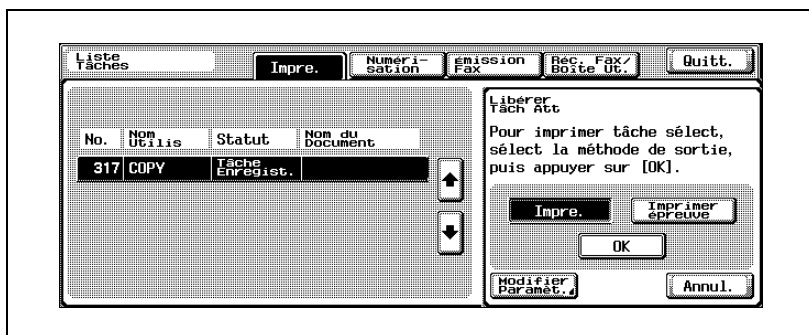 Liste
Tâches
Impre.
Numéri-
sation
Émission
Fax
Réc. Fax/
Boîte Ut.
Quitt.
No.
Nom
Utilis
Statut
Nom du
Document
317
COPY
Tâche
Enregist.
Libérer
Tâch Att
Pour imprimer tâche sélect,
sélect la méthode de sortie,
puis appuyer sur [OK].
Impre.
Imprimer
épreuve
OK
Modifier
Paramèt.
Annul.